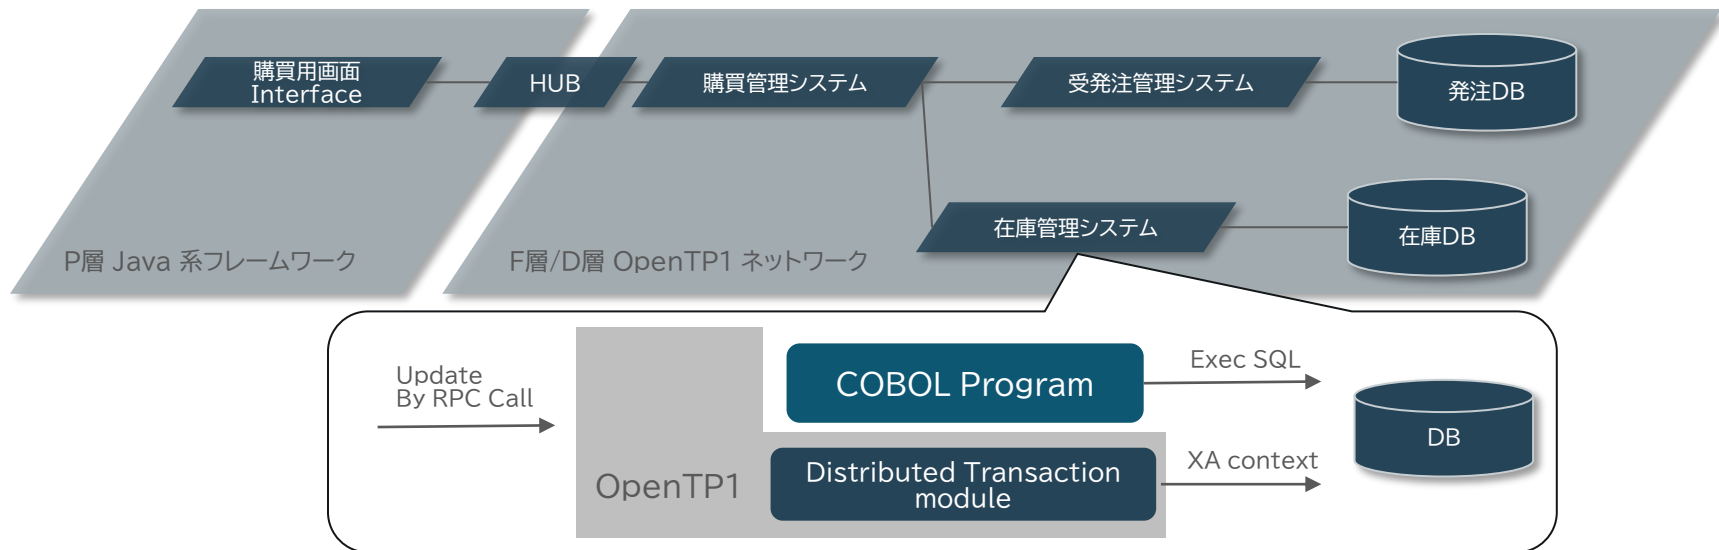 購買用画面
Interface
HUB
購買管理システム
受発注管理システム
発注DB
在庫管理システム
在庫DB
P層 Java 系フレームワーク
F層/D層 OpenTP1 ネットワーク
Update
By RPC Call
OpenTP1
COBOL Program
Exec SQL
Distributed Transaction
module
XA context
DB